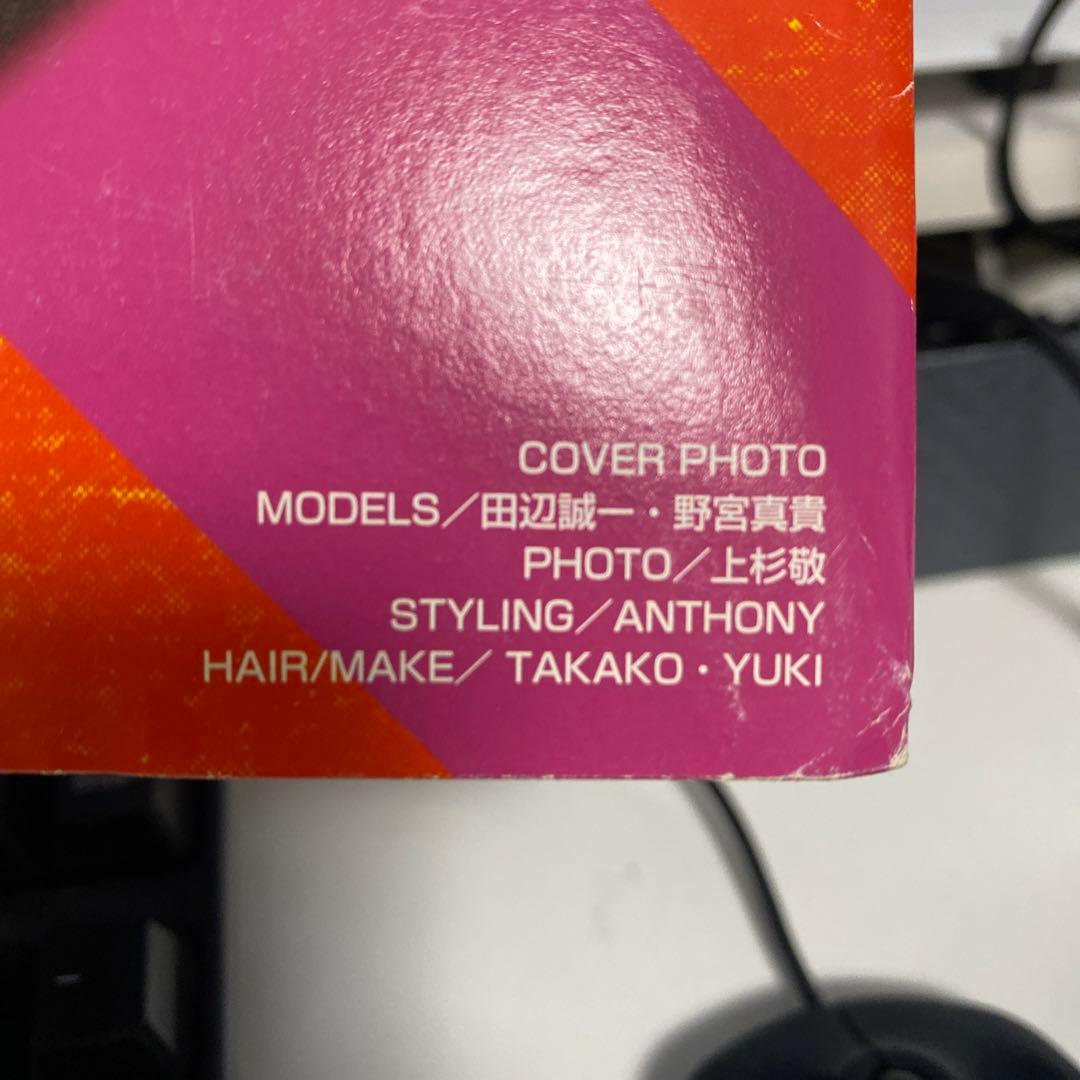 COVER PHOTO
MODELS／田辺誠一・野宮真貴
PHOTO／上杉敬
STYLING／ANTHONY
HAIR/MAKE／ TAKAKO・YUKI